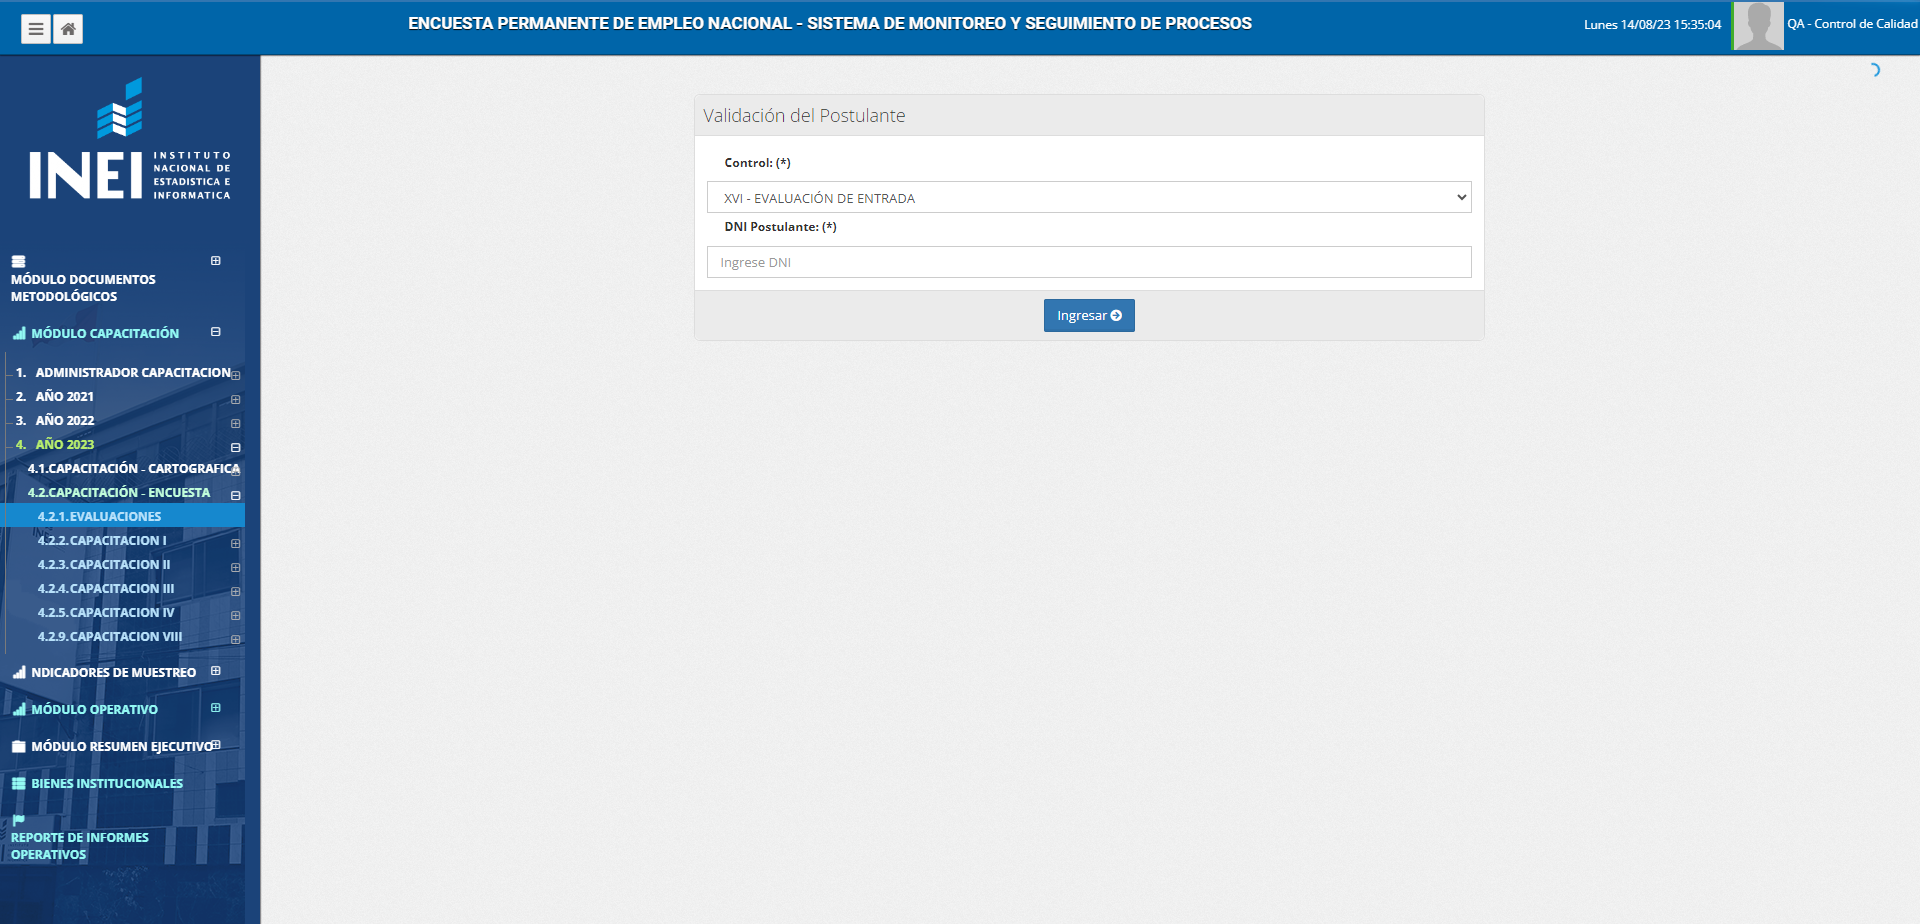 ENCUESTA PERMANENTE DE EMPLEO NACIONAL - SISTEMA DE MONITOREO Y SEGUIMIENTO DE PROCESOS
Lunes 14/08/23 15:35:04
QA - Control de Calidad
INEI
INSTITUTO
NACIONAL DE
ESTADISTICA E
INFORMATICA
MÓDULO DOCUMENTOS
METODOLÓGICOS
MÓDULO CAPACITACIÓN
1. ADMINISTRADOR CAPACITACION
2. AÑO 2021
3. AÑO 2022
4. AÑO 2023
4.1.CAPACITACIÓN - CARTOGRAFICA
4.2.CAPACITACIÓN - ENCUESTA
4.2.1.EVALUACIONES
4.2.2.CAPACITACION I
4.2.3.CAPACITACION II
4.2.4.CAPACITACION III
4.2.5.CAPACITACION IV
4.2.9.CAPACITACION VIII
NDICADORES DE MUESTREO
MÓDULO OPERATIVO
MÓDULO RESUMEN EJECUTIVO
BIENES INSTITUCIONALES
REPORTE DE INFORMES
OPERATIVOS
Validación del Postulante
Control: (*)
XVI - EVALUACIÓN DE ENTRADA
DNI Postulante: (*)
Ingrese DNI
Ingresar